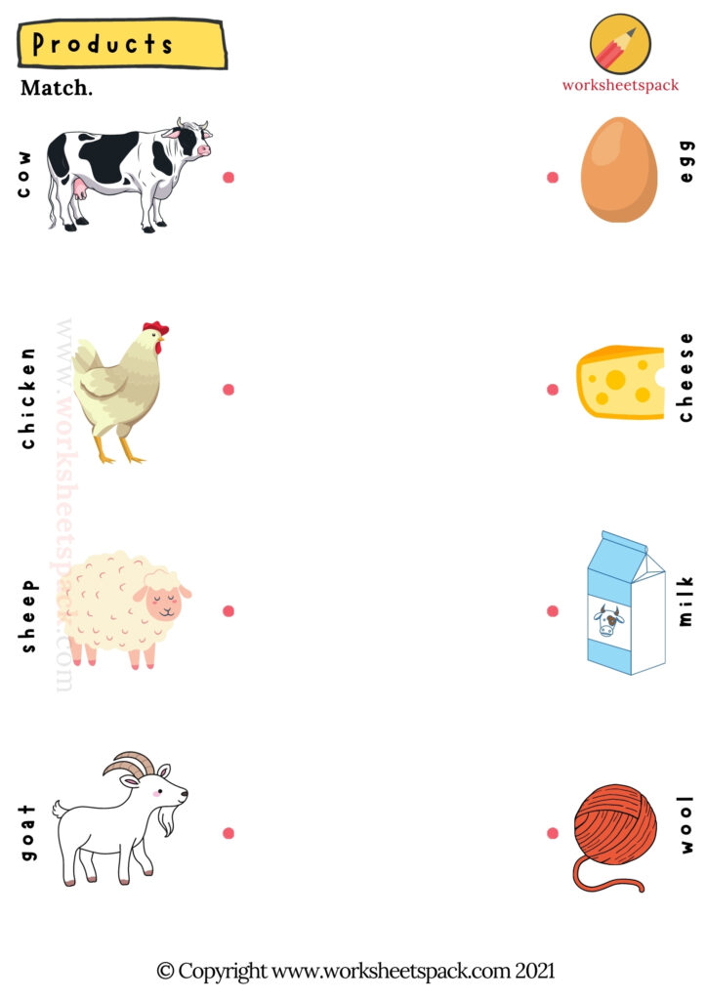 Products
worksheetspack
Match.
cow
egg
chicken
cheese
sheep
milk
goat
wool
www.worksheetspack.com
© Copyright www.worksheetspack.com 2021